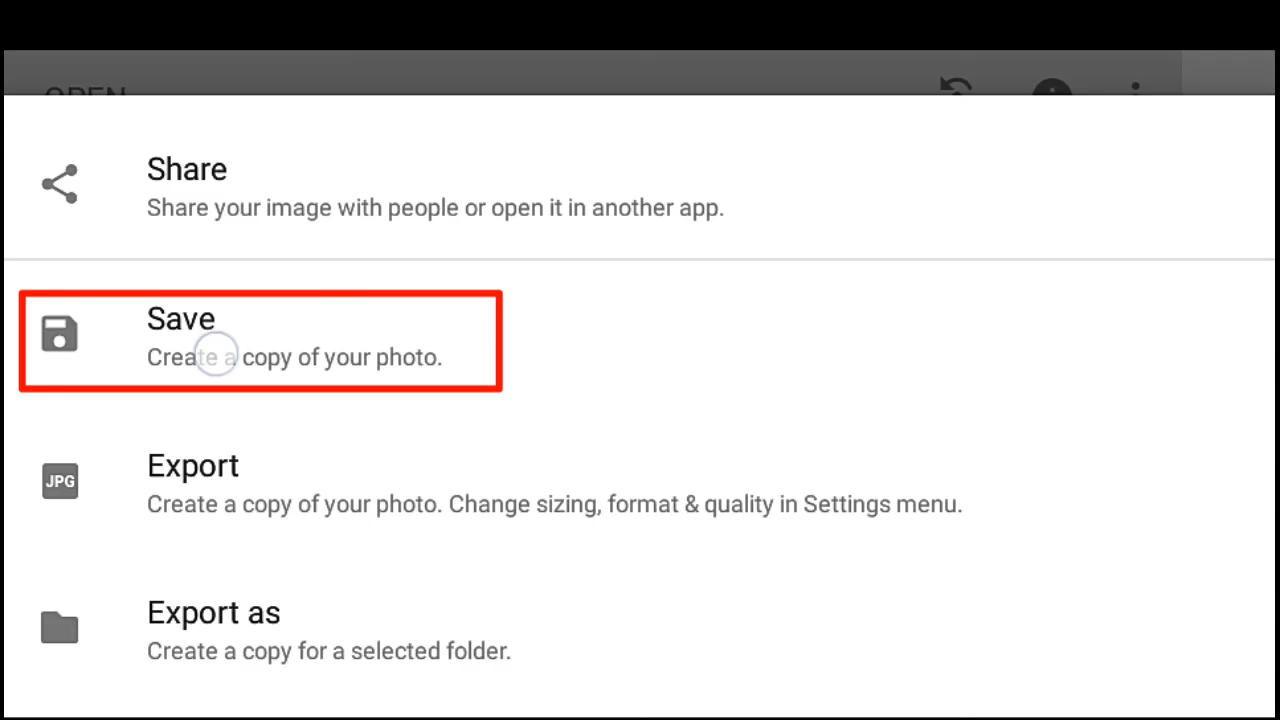 OPEN
Share
Share your image with people or open it in another app.
Save
Create a copy of your photo.
Export
JPG
Create a copy of your photo. Change sizing, format & quality in Settings menu.
Export as
Create a copy for a selected folder.